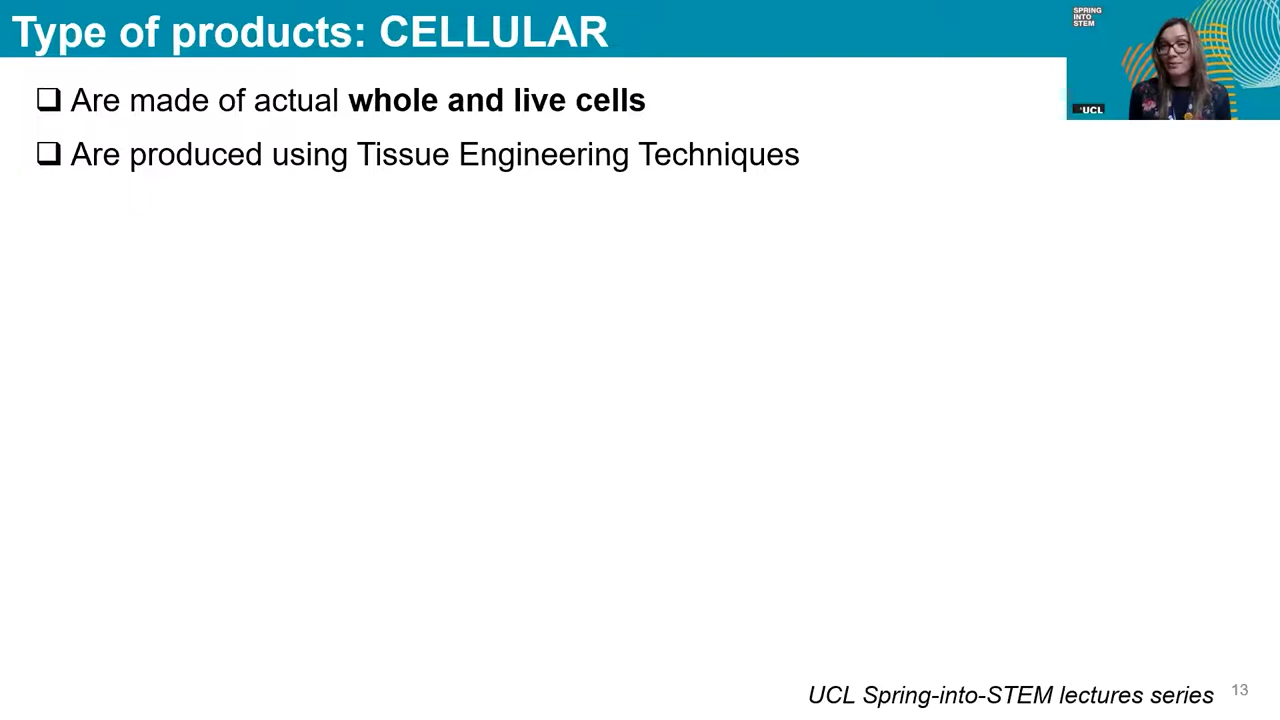 Type of products: CELLULAR
SPRING
INTO
STEM
UCL
❑ Are made of actual whole and live cells
❑ Are produced using Tissue Engineering Techniques
UCL Spring-into-STEM lectures series
13